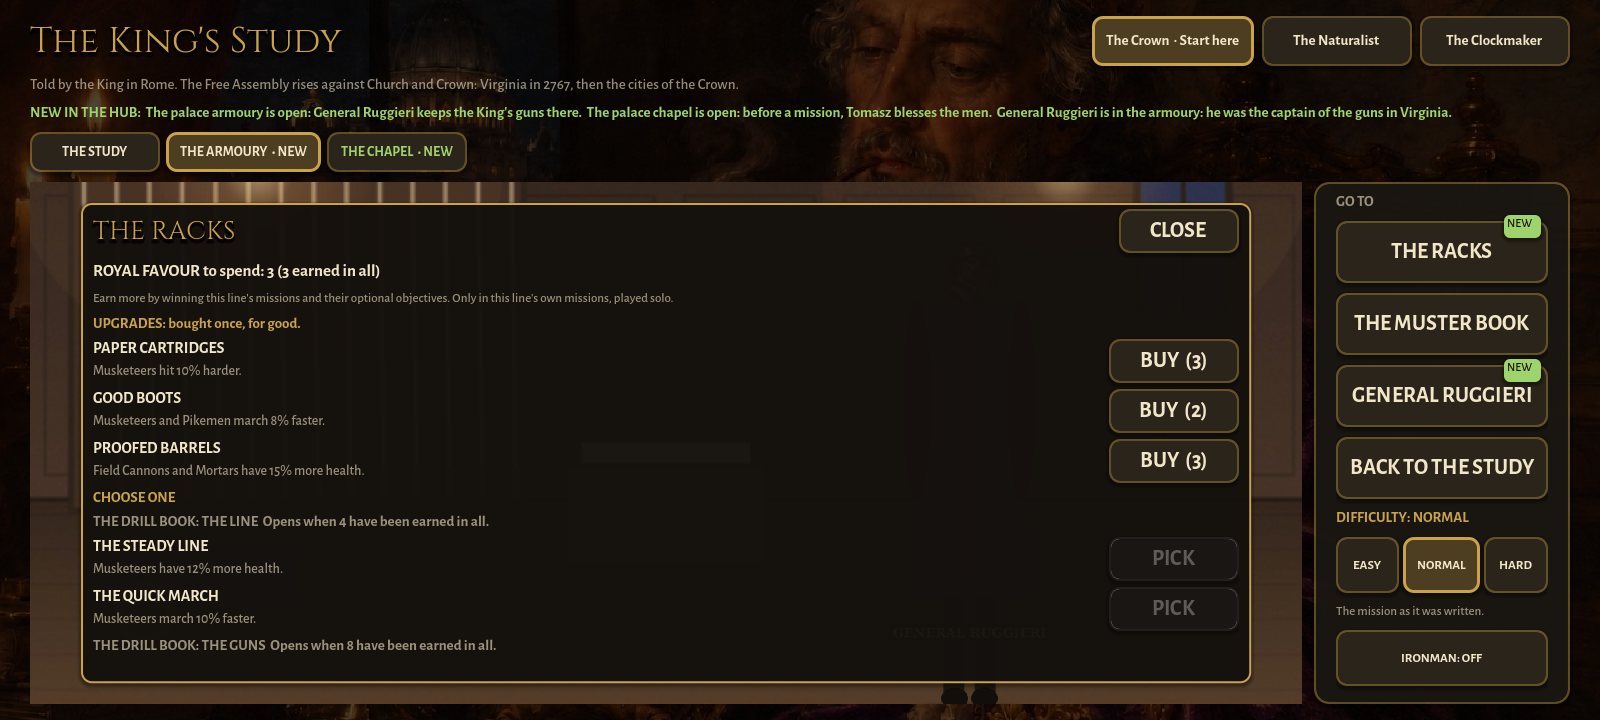 The King's Study
The Crown · Start here
The Naturalist
The Clockmaker
Told by the King in Rome. The Free Assembly rises against Church and Crown: Virginia in 2767, then the cities of the Crown.
NEW IN THE HUB: The palace armoury is open: General Ruggieri keeps the King's guns there. The palace chapel is open: before a mission, Tomasz blesses the men. General Ruggieri is in the armoury: he was the captain of the guns in Virginia.
THE STUDY
THE ARMOURY · NEW
THE CHAPEL · NEW
THE RACKS
CLOSE
ROYAL FAVOUR to spend: 3 (3 earned in all)
Earn more by winning this line's missions and their optional objectives. Only in this line's own missions, played solo.
UPGRADES: bought once, for good.
PAPER CARTRIDGES
Musketeers hit 10% harder.
BUY (3)
GOOD BOOTS
Musketeers and Pikemen march 8% faster.
BUY (2)
PROOFED BARRELS
Field Cannons and Mortars have 15% more health.
BUY (3)
CHOOSE ONE
THE DRILL BOOK: THE LINE Opens when 4 have been earned in all.
THE STEADY LINE
Musketeers have 12% more health.
PICK
THE QUICK MARCH
Musketeers march 10% faster.
PICK
GENERAL RUGGIERI
THE DRILL BOOK: THE GUNS Opens when 8 have been earned in all.
GO TO
NEW
THE RACKS
THE MUSTER BOOK
NEW
GENERAL RUGGIERI
BACK TO THE STUDY
DIFFICULTY: NORMAL
EASY
NORMAL
HARD
The mission as it was written.
IRONMAN: OFF